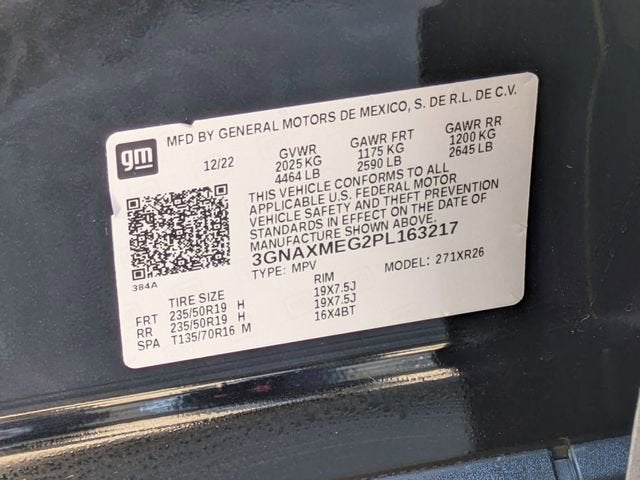 gm
MFD BY GENERAL MOTORS DE MEXICO, S. DE R.L. DE C.V.
12/22
GVWR GAWR FRT GAWR RR
2025 KG 1175 KG 1200 KG
4464 LB 2590 LB 2645 LB
THIS VEHICLE CONFORMS TO ALL
APPLICABLE U.S. FEDERAL MOTOR
VEHICLE SAFETY AND THEFT PREVENTION
STANDARDS IN EFFECT ON THE DATE OF
MANUFACTURE SHOWN ABOVE.
3GNAXMEG2PL163217
TYPE: MPV MODEL: 271XR26
384A
TIRE SIZE RIM
FRT 235/50R19 H 19X7.5J
RR 235/50R19 H 19X7.5J
SPA T135/70R16 M 16X4BT